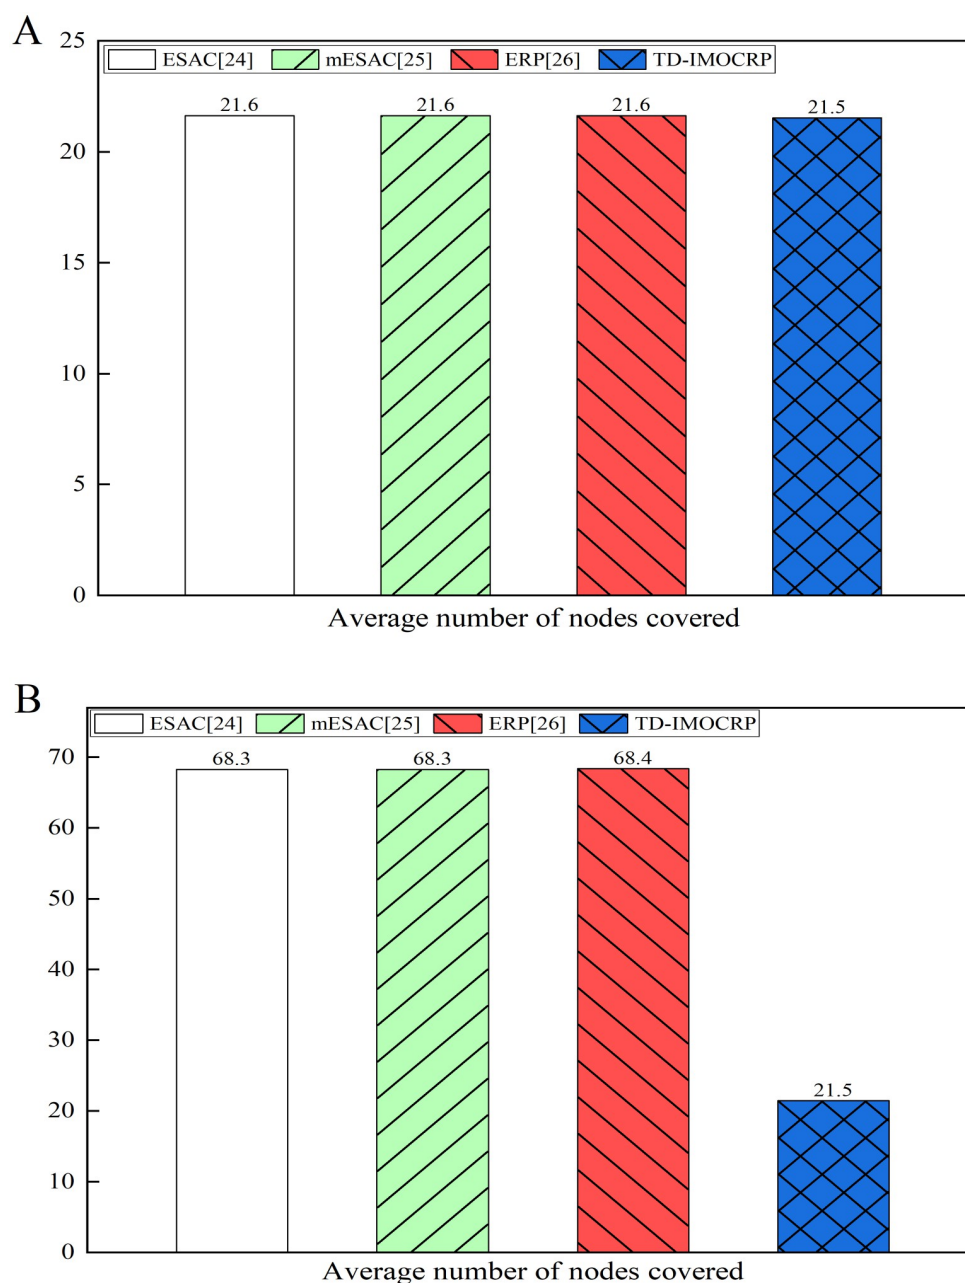 A
25
ESAC[24] mESAC[25] ERP[26] TD-IMOCRP
21.6 21.6 21.6 21.5
20
15
10
5
0
Average number of nodes covered
B
ESAC[24] mESAC[25] ERP[26] TD-IMOCRP
70 68.3 68.3 68.4
60
50
40
30
20 21.5
10
0
Average number of nodes covered